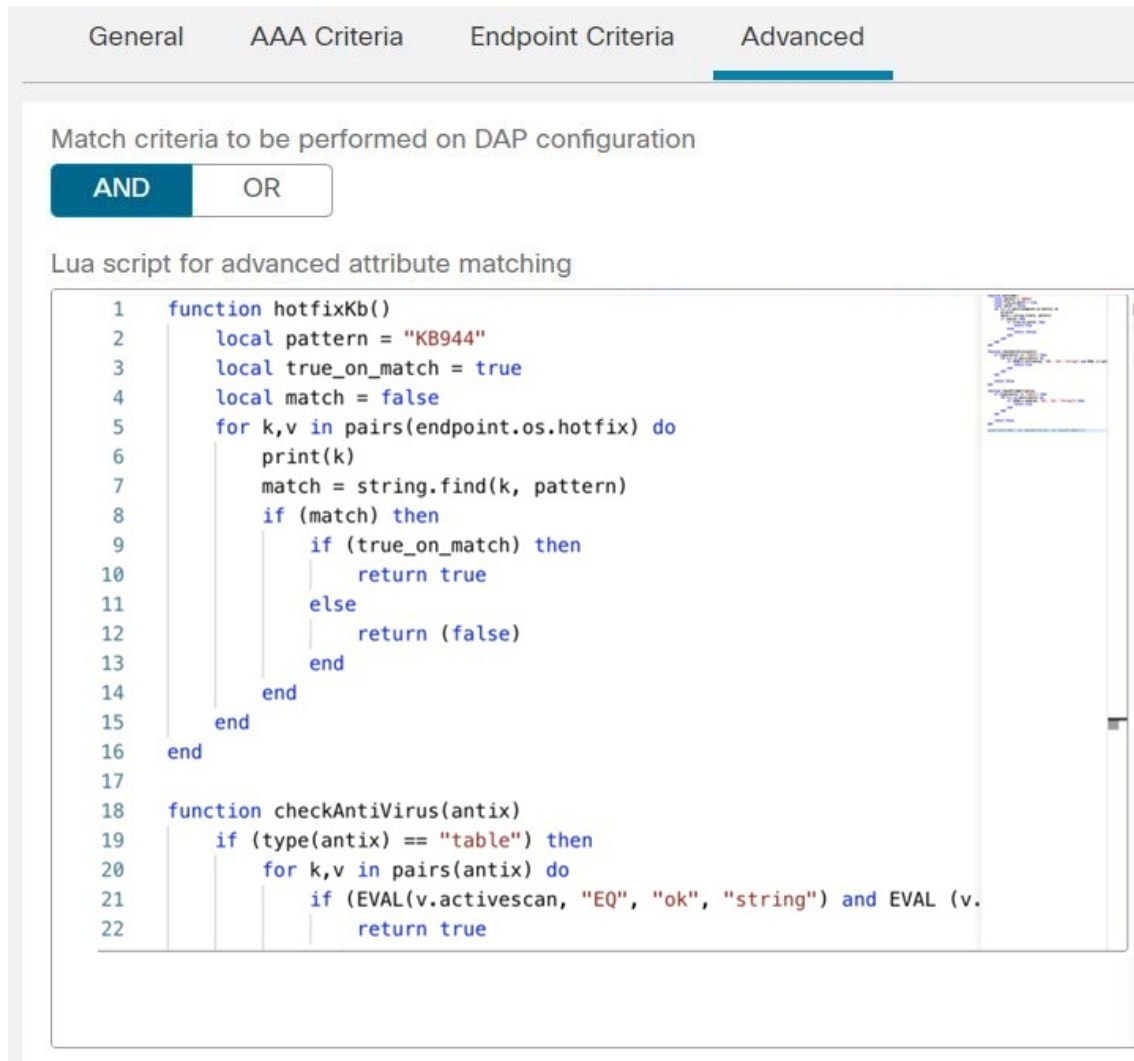 General AAA Criteria Endpoint Criteria Advanced
Match criteria to be performed on DAP configuration
AND OR
Lua script for advanced attribute matching
1 function hotfixKb()
2 local pattern = "KB944"
3 local true_on_match = true
4 local match = false
5 for k,v in pairs(endpoint.os.hotfix) do
6 print(k)
7 match = string.find(k, pattern)
8 if (match) then
9 if (true_on_match) then
10 return true
11 else
12 return (false)
13 end
14 end
15 end
16 end
17
18 function checkAntiVirus(antix)
19 if (type(antix) == "table") then
20 for k,v in pairs(antix) do
21 if (EVAL(v.activescan, "EQ", "ok", "string") and EVAL (v.
22 return true